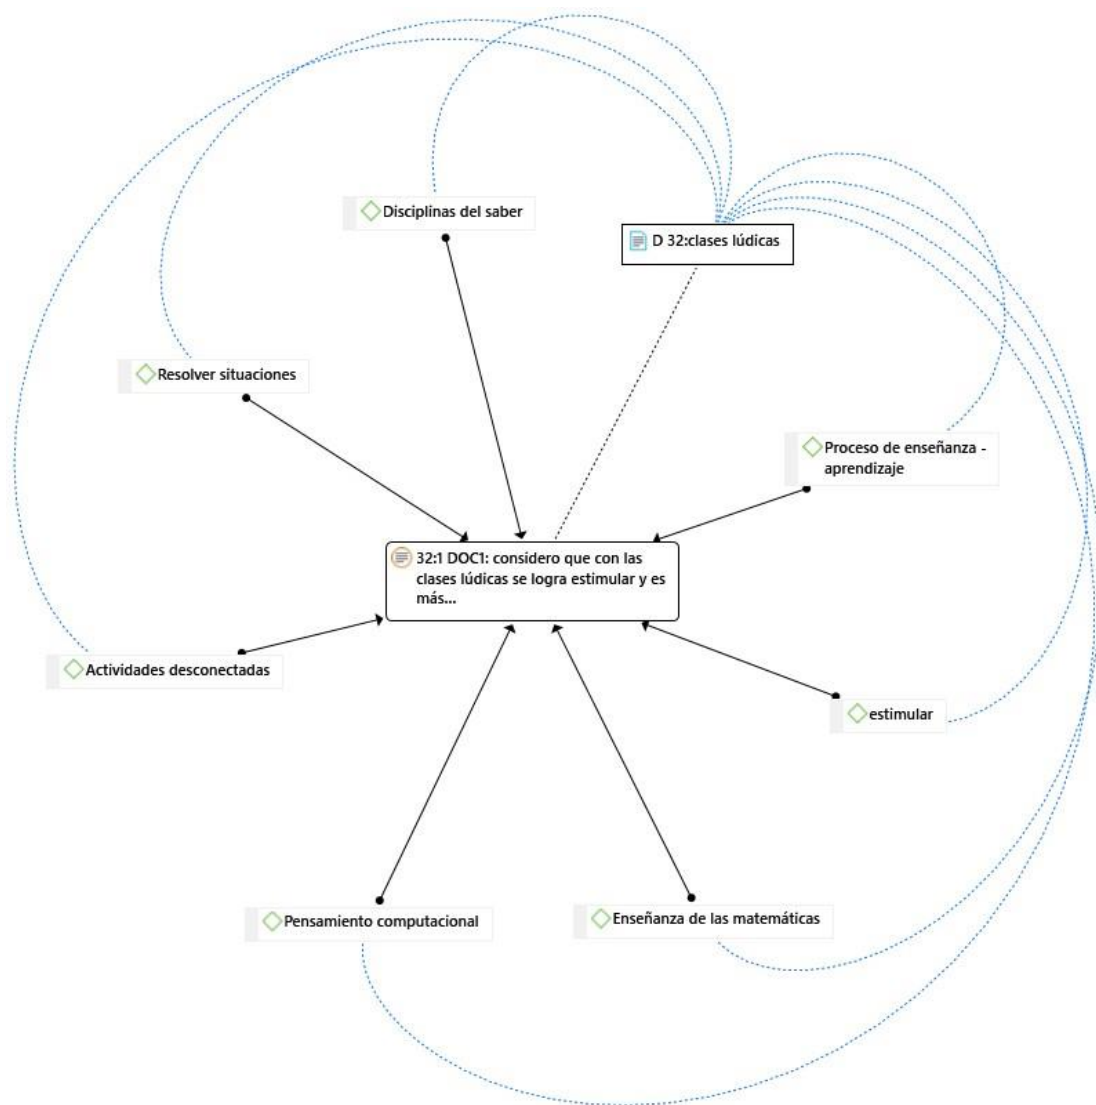 Disciplinas del saber
D 32:clases lúdicas
Resolver situaciones
Proceso de enseñanza -
aprendizaje
32:1 DOC1: considero que con las
clases lúdicas se logra estimular y es
más...
Actividades desconectadas
estimular
Pensamiento computacional
Enseñanza de las matemáticas